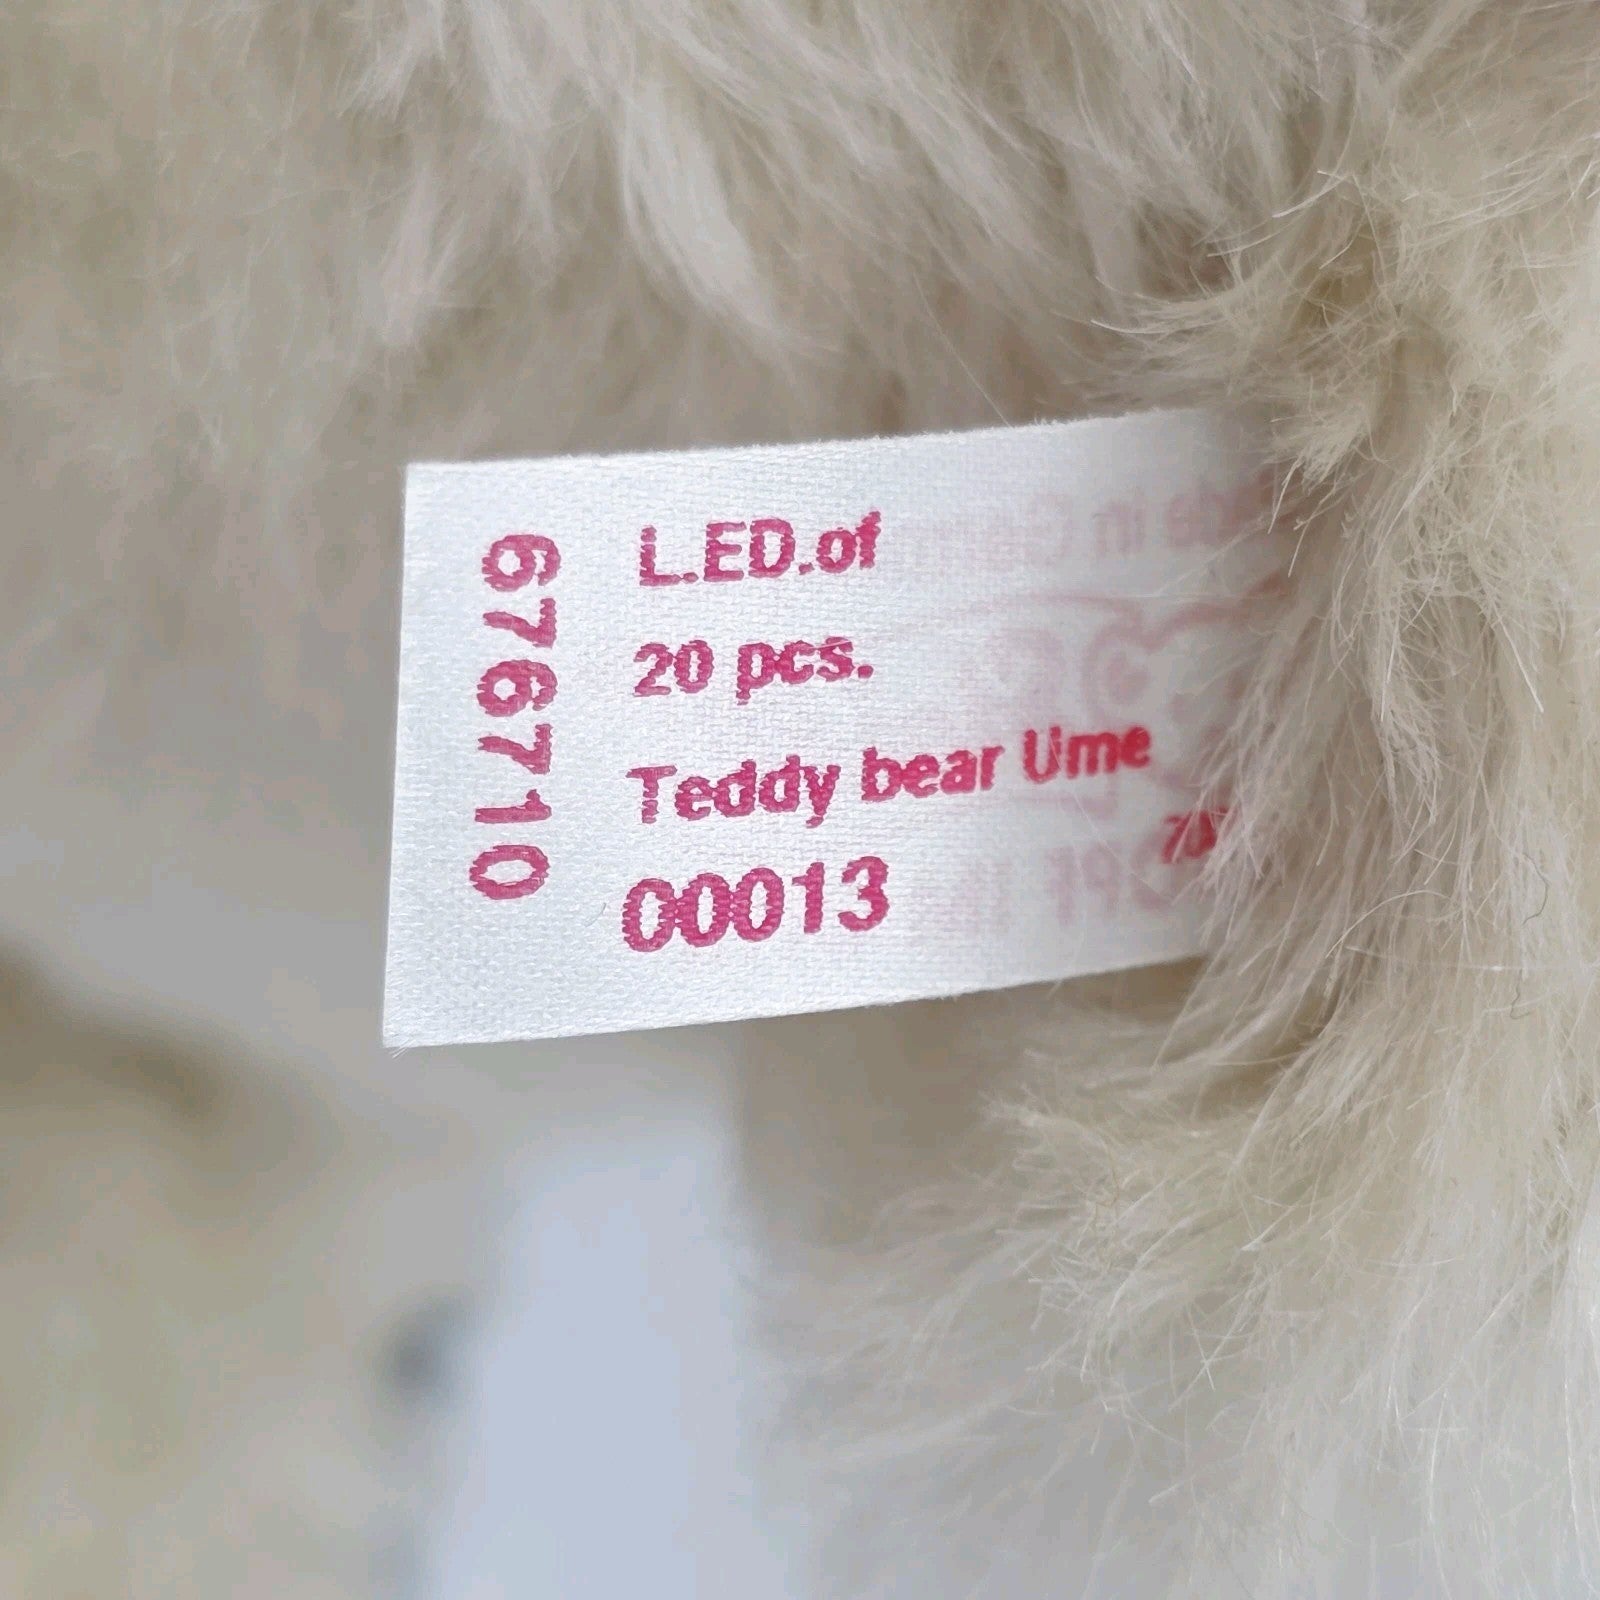 676710
L.ED.of
20 pcs.
Teddy bear Ume
00013